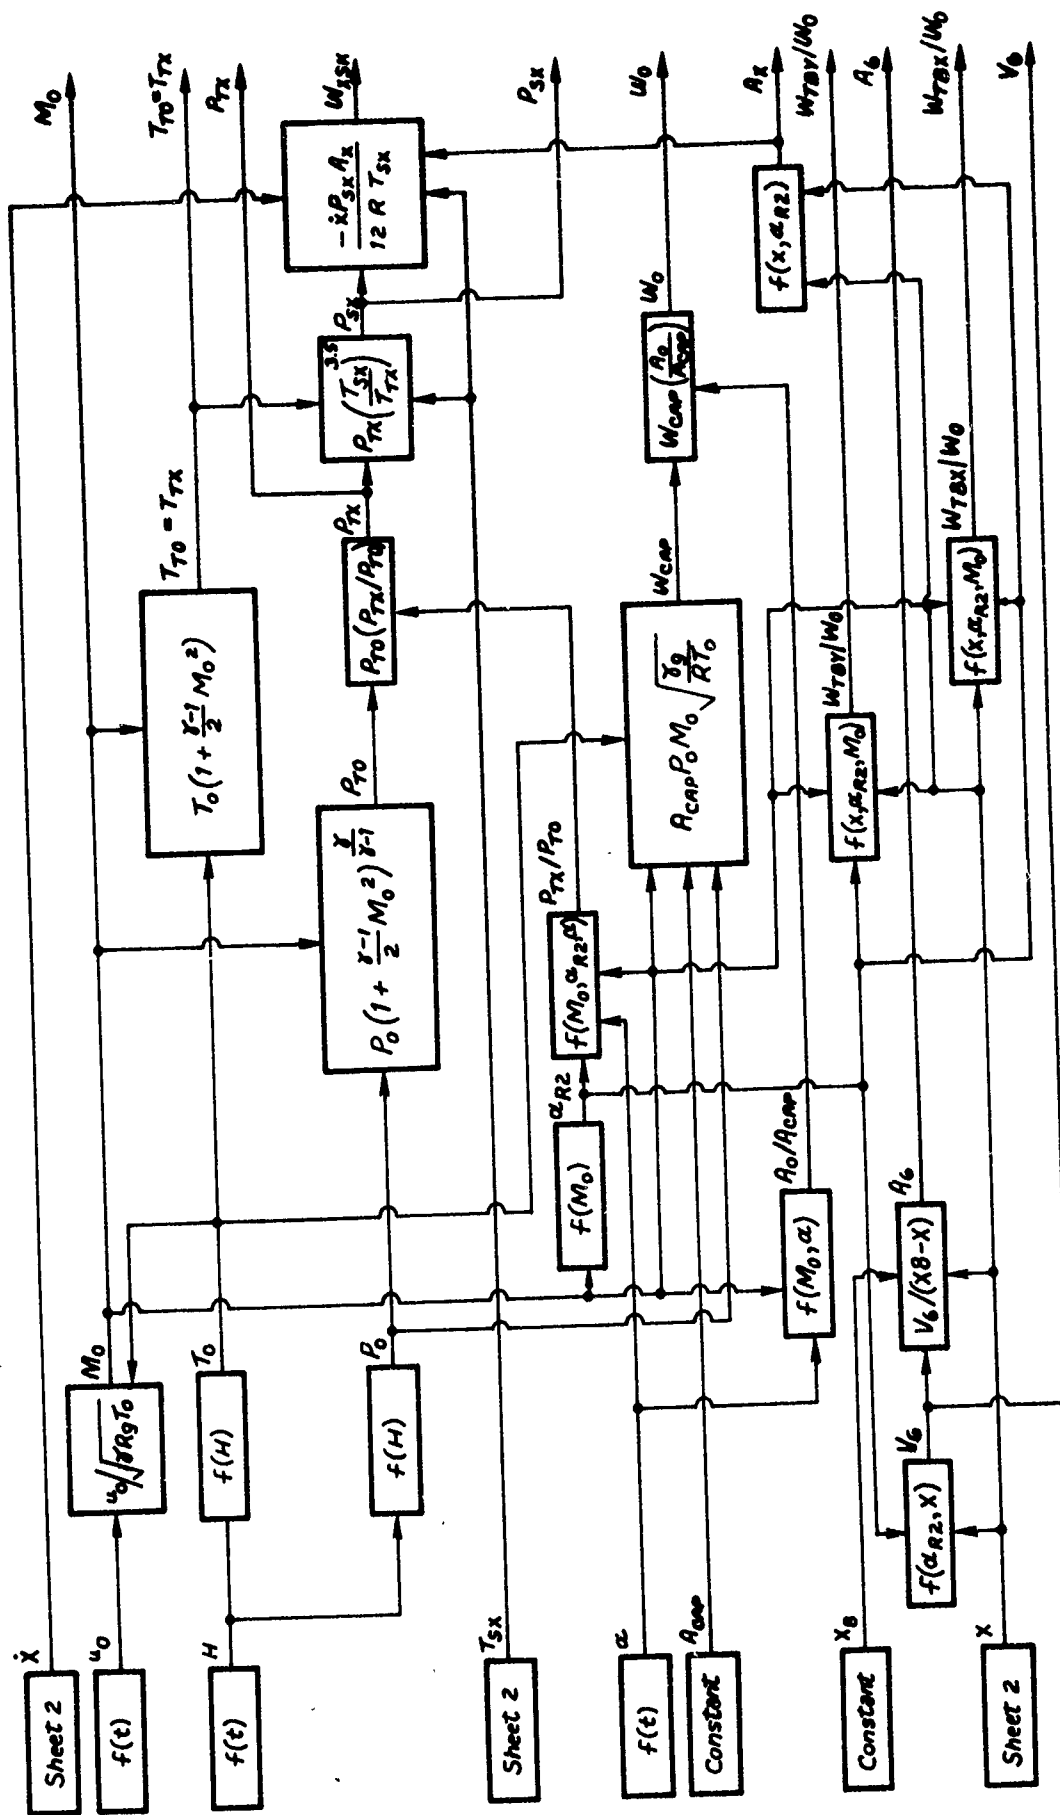 Sheet 2
Ẋ
f(t)
u₀
f(t)
H
Sheet 2
T_SX
f(t)
α
Constant
A_CAP
Constant
X_B
Sheet 2
X
u₀/√(γRgT₀)
M₀
f(H)
T₀
f(H)
P₀
f(M₀)
α_R2
f(M₀, α)
A₀/A_CAP
f(α_R2, X)
V₆
V₆/(XB-X)
A₆
T₀(1 + (γ-1)/2 M₀²)
T_T0 = T_TX
P₀(1 + (γ-1)/2 M₀²)^(γ/(γ-1))
P_T0
f(M₀, α_R2, α)
P_TX/P_T0
P_T0(P_TX/P_T0)
P_TX
P_TX(T_SX/T_TX)^3.5
P_SX
-ẋP_SX A_X
12 R T_SX
A_CAP P₀ M₀ √(γg/RT₀)
W_CAP
W_CAP(A₀/A_CAP)
W₀
f(x, α_R2, M₀)
W_TBY/W₀
f(x, α_R2, M₀)
W_TBX/W₀
f(x, α_R2)
M₀
T_T0 = T_TX
P_TX
W_XSX
P_SX
W₀
A_X
W_TBY/W₀
A₆
W_TBX/W₀
V₆